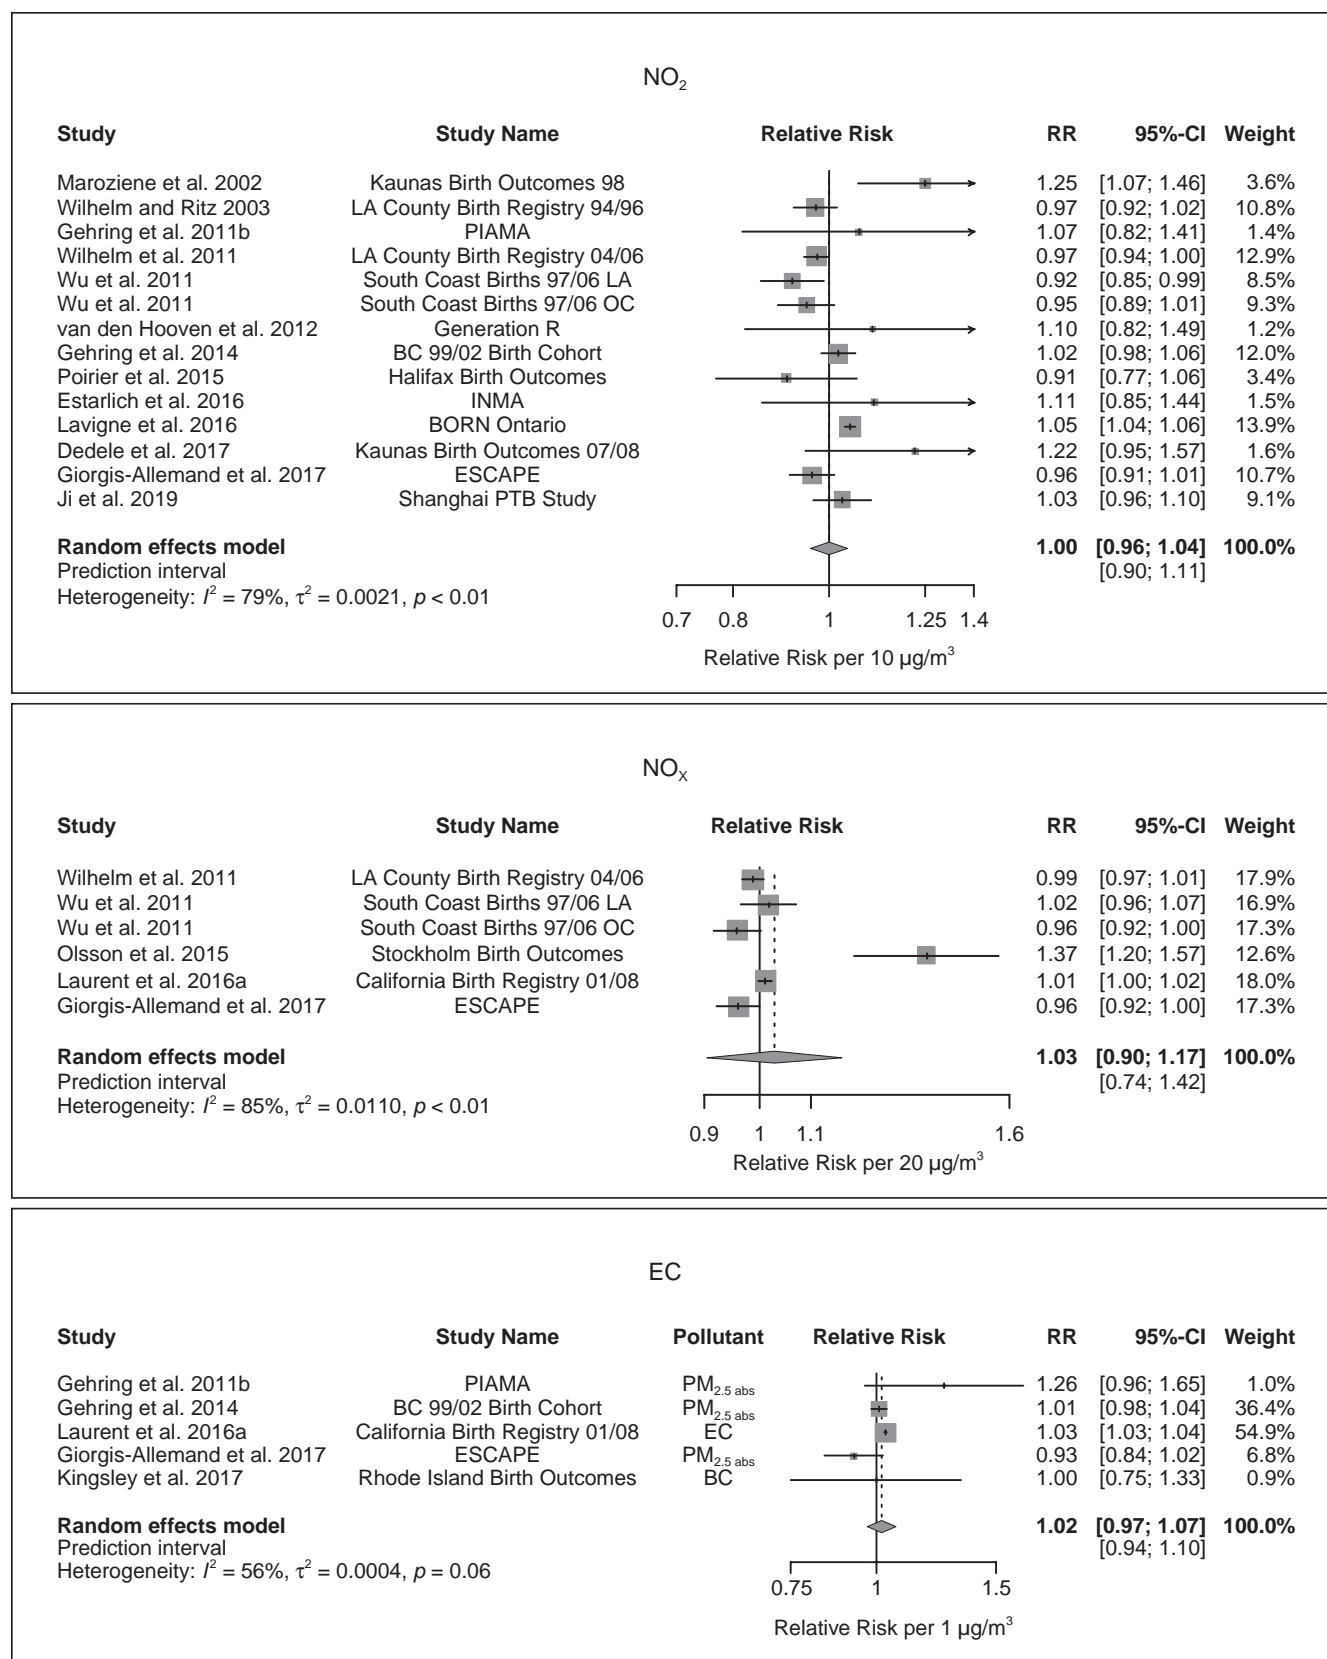 NO₂
Study Study Name Relative Risk RR 95%-CI Weight
Maroziene et al. 2002 Kaunas Birth Outcomes 98 1.25 [1.07; 1.46] 3.6%
Wilhelm and Ritz 2003 LA County Birth Registry 94/96 0.97 [0.92; 1.02] 10.8%
Gehring et al. 2011b PIAMA 1.07 [0.82; 1.41] 1.4%
Wilhelm et al. 2011 LA County Birth Registry 04/06 0.97 [0.94; 1.00] 12.9%
Wu et al. 2011 South Coast Births 97/06 LA 0.92 [0.85; 0.99] 8.5%
Wu et al. 2011 South Coast Births 97/06 OC 0.95 [0.89; 1.01] 9.3%
van den Hooven et al. 2012 Generation R 1.10 [0.82; 1.49] 1.2%
Gehring et al. 2014 BC 99/02 Birth Cohort 1.02 [0.98; 1.06] 12.0%
Poirier et al. 2015 Halifax Birth Outcomes 0.91 [0.77; 1.06] 3.4%
Estarlich et al. 2016 INMA 1.11 [0.85; 1.44] 1.5%
Lavigne et al. 2016 BORN Ontario 1.05 [1.04; 1.06] 13.9%
Dedele et al. 2017 Kaunas Birth Outcomes 07/08 1.22 [0.95; 1.57] 1.6%
Giorgis-Allemand et al. 2017 ESCAPE 0.96 [0.91; 1.01] 10.7%
Ji et al. 2019 Shanghai PTB Study 1.03 [0.96; 1.10] 9.1%
Random effects model 1.00 [0.96; 1.04] 100.0%
Prediction interval [0.90; 1.11]
Heterogeneity: I² = 79%, τ² = 0.0021, p < 0.01
0.7 0.8 1 1.25 1.4
Relative Risk per 10 µg/m³
NOₓ
Study Study Name Relative Risk RR 95%-CI Weight
Wilhelm et al. 2011 LA County Birth Registry 04/06 0.99 [0.97; 1.01] 17.9%
Wu et al. 2011 South Coast Births 97/06 LA 1.02 [0.96; 1.07] 16.9%
Wu et al. 2011 South Coast Births 97/06 OC 0.96 [0.92; 1.00] 17.3%
Olsson et al. 2015 Stockholm Birth Outcomes 1.37 [1.20; 1.57] 12.6%
Laurent et al. 2016a California Birth Registry 01/08 1.01 [1.00; 1.02] 18.0%
Giorgis-Allemand et al. 2017 ESCAPE 0.96 [0.92; 1.00] 17.3%
Random effects model 1.03 [0.90; 1.17] 100.0%
Prediction interval [0.74; 1.42]
Heterogeneity: I² = 85%, τ² = 0.0110, p < 0.01
0.9 1 1.1 1.6
Relative Risk per 20 µg/m³
EC
Study Study Name Pollutant Relative Risk RR 95%-CI Weight
Gehring et al. 2011b PIAMA PM2.5 abs 1.26 [0.96; 1.65] 1.0%
Gehring et al. 2014 BC 99/02 Birth Cohort PM2.5 abs 1.01 [0.98; 1.04] 36.4%
Laurent et al. 2016a California Birth Registry 01/08 EC 1.03 [1.03; 1.04] 54.9%
Giorgis-Allemand et al. 2017 ESCAPE PM2.5 abs 0.93 [0.84; 1.02] 6.8%
Kingsley et al. 2017 Rhode Island Birth Outcomes BC 1.00 [0.75; 1.33] 0.9%
Random effects model 1.02 [0.97; 1.07] 100.0%
Prediction interval [0.94; 1.10]
Heterogeneity: I² = 56%, τ² = 0.0004, p = 0.06
0.75 1 1.5
Relative Risk per 1 µg/m³